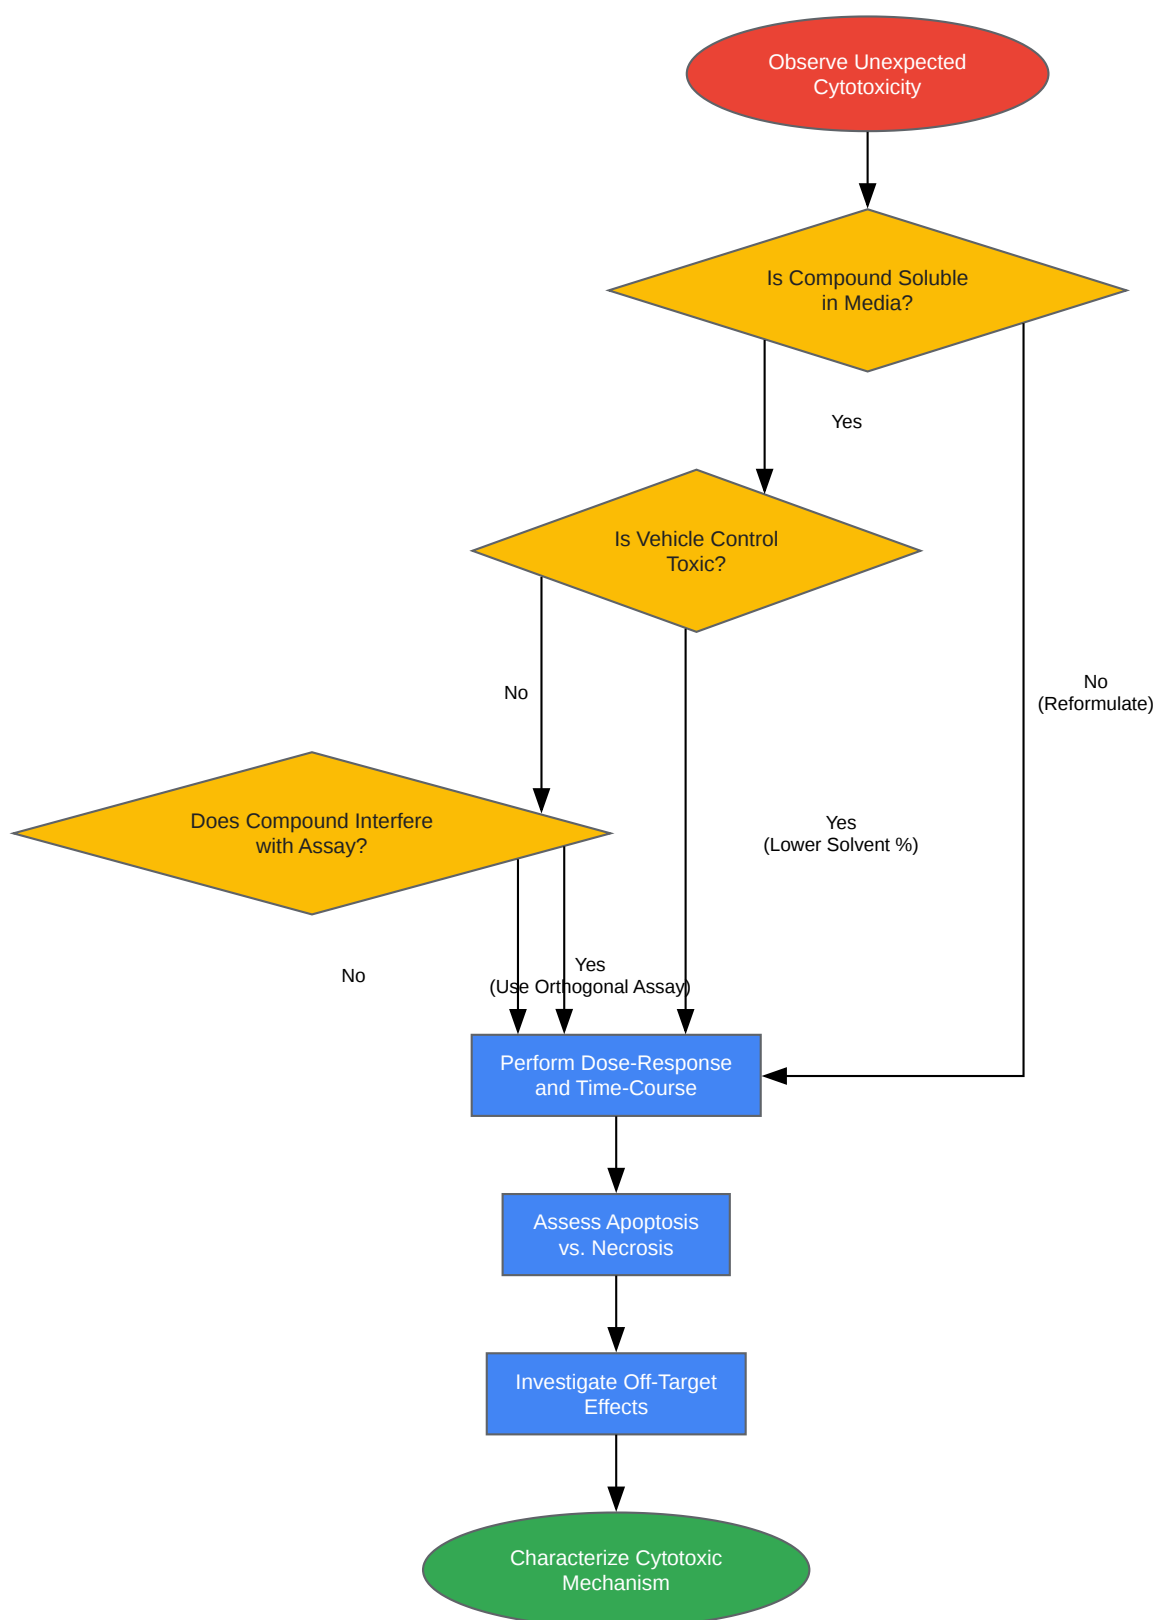 Observe Unexpected
Cytotoxicity
Is Compound Soluble
in Media?
Yes
Is Vehicle Control
Toxic?
No
No
(Reformulate)
Yes
(Lower Solvent %)
Does Compound Interfere
with Assay?
No
Yes
(Use Orthogonal Assay)
Perform Dose-Response
and Time-Course
Assess Apoptosis
vs. Necrosis
Investigate Off-Target
Effects
Characterize Cytotoxic
Mechanism